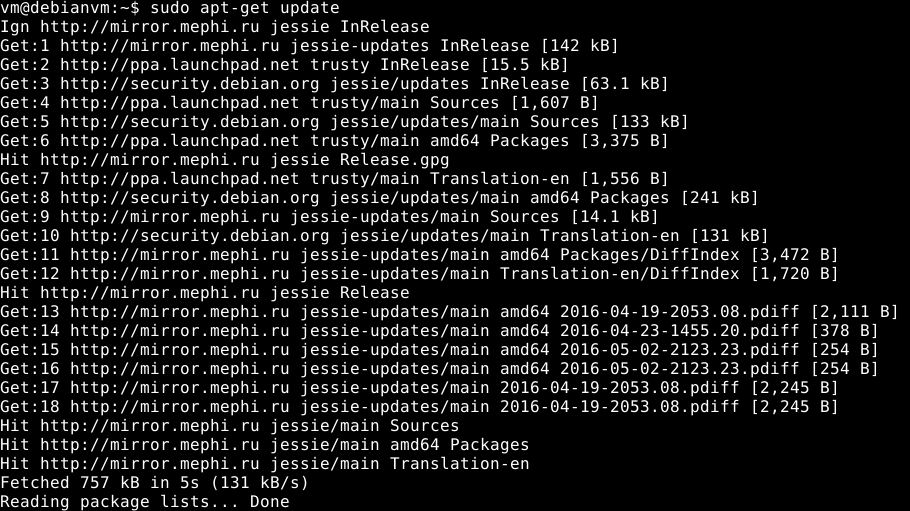 vm@debianvm:~$ sudo apt-get update
Ign http://mirror.mephi.ru jessie InRelease
Get:1 http://mirror.mephi.ru jessie-updates InRelease [142 kB]
Get:2 http://ppa.launchpad.net trusty InRelease [15.5 kB]
Get:3 http://security.debian.org jessie/updates InRelease [63.1 kB]
Get:4 http://ppa.launchpad.net trusty/main Sources [1,607 B]
Get:5 http://security.debian.org jessie/updates/main Sources [133 kB]
Get:6 http://ppa.launchpad.net trusty/main amd64 Packages [3,375 B]
Hit http://mirror.mephi.ru jessie Release.gpg
Get:7 http://ppa.launchpad.net trusty/main Translation-en [1,556 B]
Get:8 http://security.debian.org jessie/updates/main amd64 Packages [241 kB]
Get:9 http://mirror.mephi.ru jessie-updates/main Sources [14.1 kB]
Get:10 http://security.debian.org jessie/updates/main Translation-en [131 kB]
Get:11 http://mirror.mephi.ru jessie-updates/main amd64 Packages/DiffIndex [3,472 B]
Get:12 http://mirror.mephi.ru jessie-updates/main Translation-en/DiffIndex [1,720 B]
Hit http://mirror.mephi.ru jessie Release
Get:13 http://mirror.mephi.ru jessie-updates/main amd64 2016-04-19-2053.08.pdiff [2,111 B]
Get:14 http://mirror.mephi.ru jessie-updates/main amd64 2016-04-23-1455.20.pdiff [378 B]
Get:15 http://mirror.mephi.ru jessie-updates/main amd64 2016-05-02-2123.23.pdiff [254 B]
Get:16 http://mirror.mephi.ru jessie-updates/main amd64 2016-05-02-2123.23.pdiff [254 B]
Get:17 http://mirror.mephi.ru jessie-updates/main 2016-04-19-2053.08.pdiff [2,245 B]
Get:18 http://mirror.mephi.ru jessie-updates/main 2016-04-19-2053.08.pdiff [2,245 B]
Hit http://mirror.mephi.ru jessie/main Sources
Hit http://mirror.mephi.ru jessie/main amd64 Packages
Hit http://mirror.mephi.ru jessie/main Translation-en
Fetched 757 kB in 5s (131 kB/s)
Reading package lists... Done